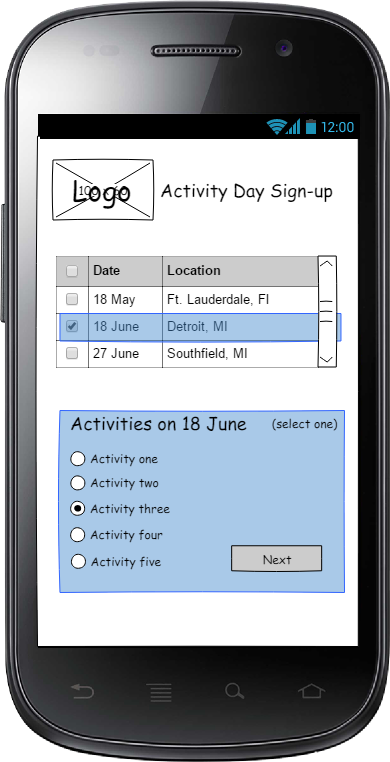 12:00
Logo
Activity Day Sign-up
Date Location
18 May Ft. Lauderdale, Fl
18 June Detroit, MI
27 June Southfield, MI
Activities on 18 June (select one)
Activity one
Activity two
Activity three
Activity four
Activity five
Next